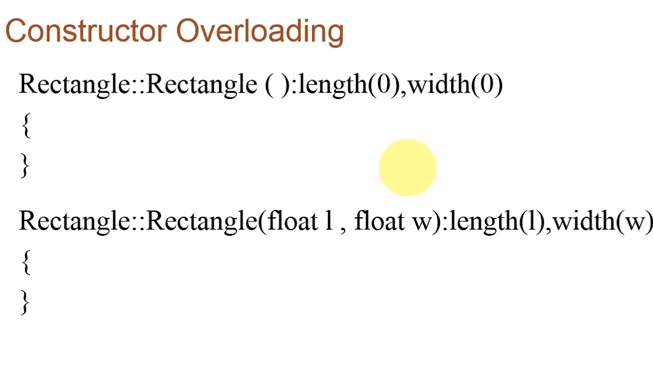 Constructor Overloading
Rectangle::Rectangle ( ):length(0),width(0)
{
}
Rectangle::Rectangle(float l , float w):length(l),width(w)
{
}